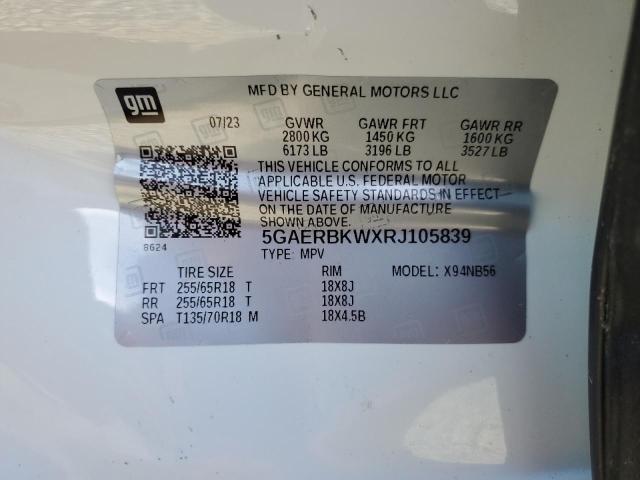 gm
MFD BY GENERAL MOTORS LLC
07/23 GVWR GAWR FRT GAWR RR
2800 KG 1450 KG 1600 KG
6173 LB 3196 LB 3527 LB
THIS VEHICLE CONFORMS TO ALL
APPLICABLE U.S. FEDERAL MOTOR
VEHICLE SAFETY STANDARDS IN EFFECT
ON THE DATE OF MANUFACTURE
SHOWN ABOVE.
5GAERBKWXRJ105839
8624
TYPE: MPV
TIRE SIZE RIM MODEL: X94NB56
FRT 255/65R18 T 18X8J
RR 255/65R18 T 18X8J
SPA T135/70R18 M 18X4.5B